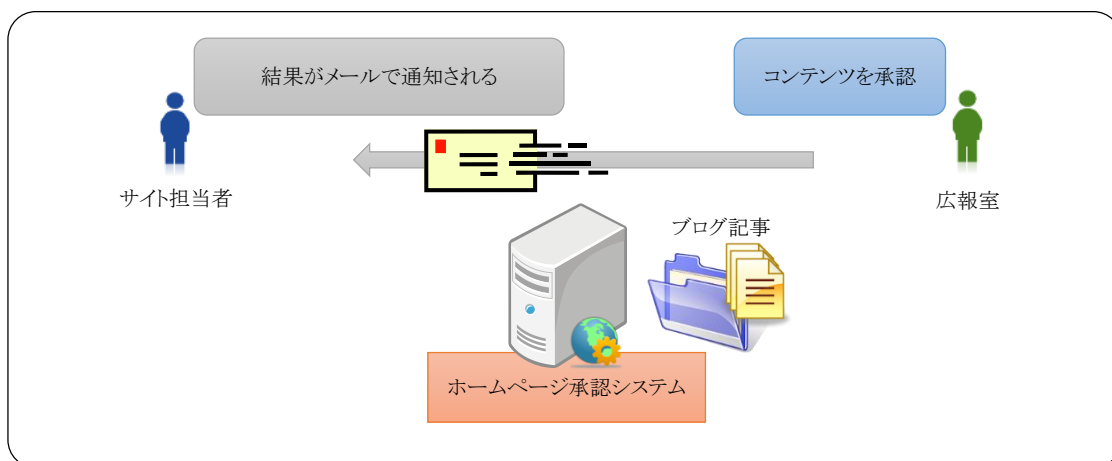 結果がメールで通知される
コンテンツを承認
サイト担当者
広報室
ブログ記事
ホームページ承認システム